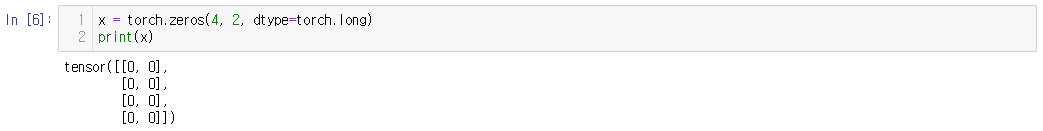 In [6]:
1 x = torch.zeros(4, 2, dtype=torch.long)
2 print(x)
tensor([[0, 0],
[0, 0],
[0, 0],
[0, 0]])